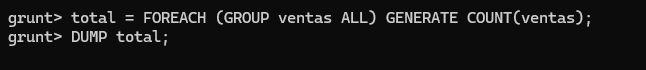 grunt> total = FOREACH (GROUP ventas ALL) GENERATE COUNT(ventas);
grunt> DUMP total;